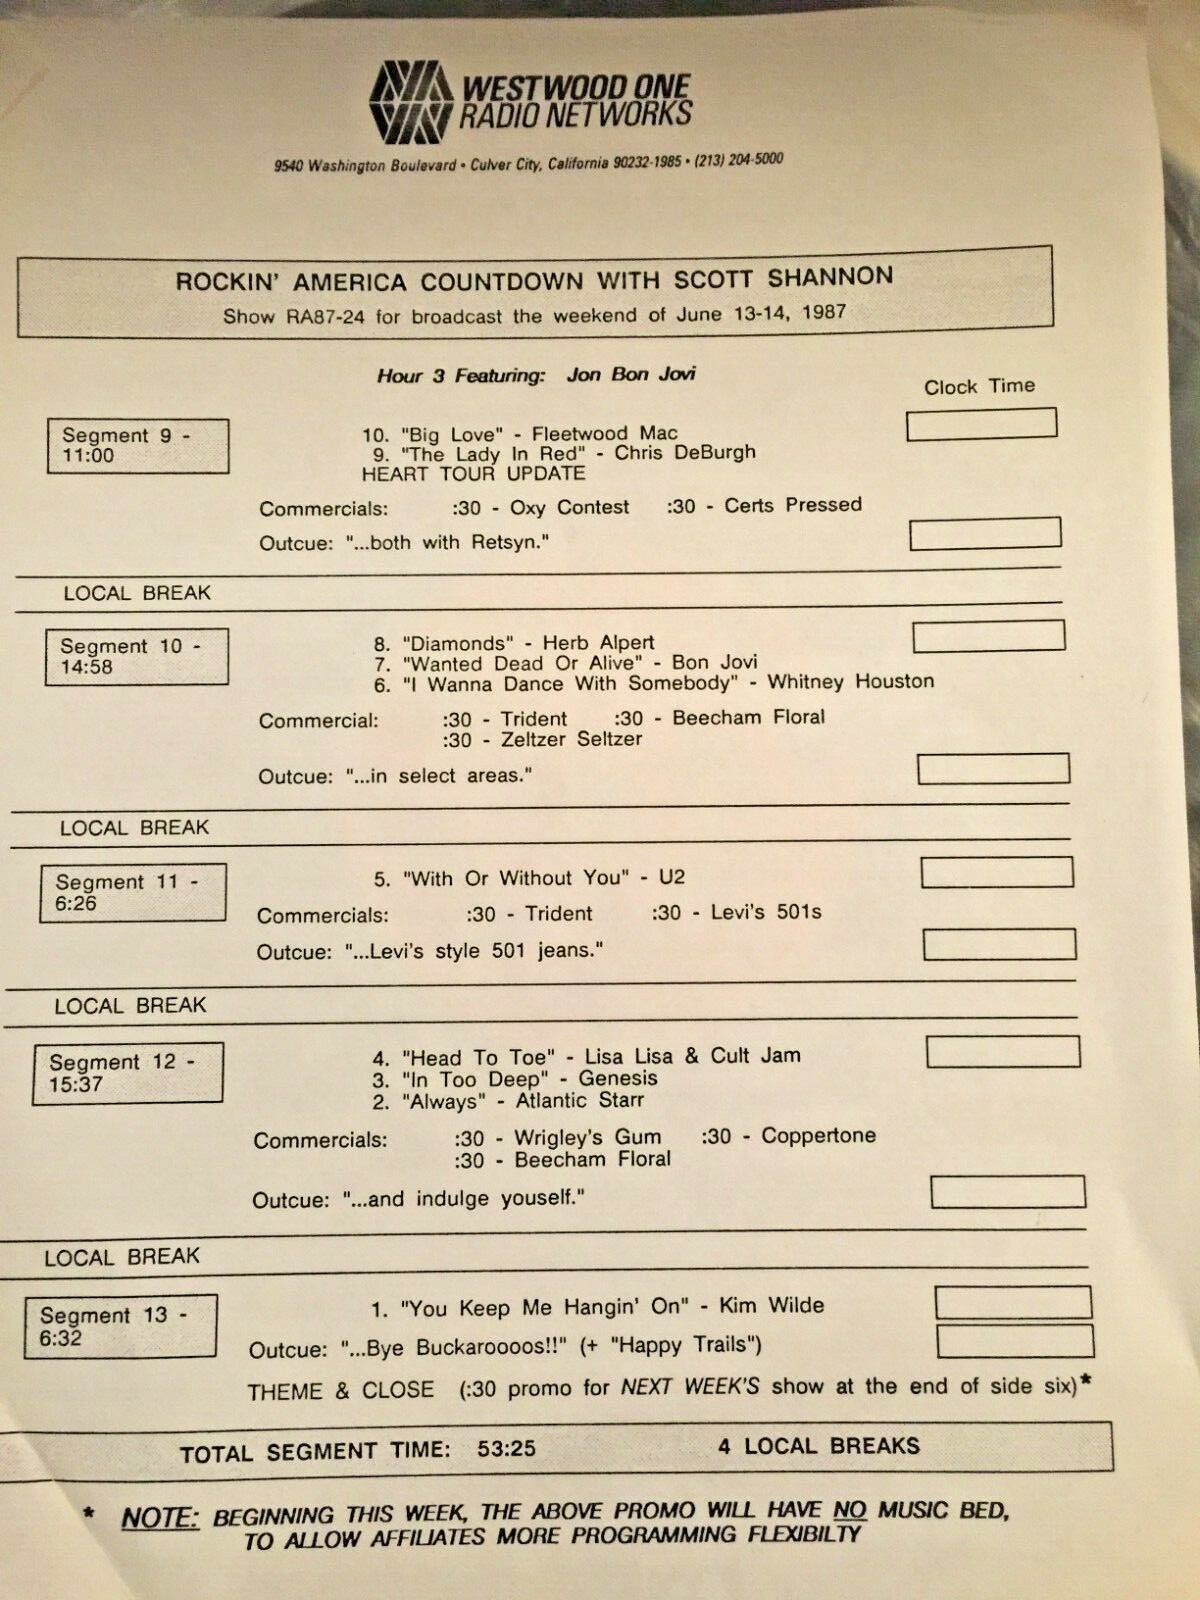 WESTWOOD ONE
RADIO NETWORKS
9540 Washington Boulevard • Culver City, California 90232-1985 • (213) 204-5000
ROCKIN' AMERICA COUNTDOWN WITH SCOTT SHANNON
Show RA87-24 for broadcast the weekend of June 13-14, 1987
Hour 3 Featuring: Jon Bon Jovi
Clock Time
Segment 9 -
11:00
10. "Big Love" - Fleetwood Mac
9. "The Lady In Red" - Chris DeBurgh
HEART TOUR UPDATE
Commercials: :30 - Oxy Contest :30 - Certs Pressed
Outcue: "...both with Retsyn."
LOCAL BREAK
Segment 10 -
14:58
8. "Diamonds" - Herb Alpert
7. "Wanted Dead Or Alive" - Bon Jovi
6. "I Wanna Dance With Somebody" - Whitney Houston
Commercial: :30 - Trident :30 - Beecham Floral
:30 - Zeltzer Seltzer
Outcue: "...in select areas."
LOCAL BREAK
Segment 11 -
6:26
5. "With Or Without You" - U2
Commercials: :30 - Trident :30 - Levi's 501s
Outcue: "...Levi's style 501 jeans."
LOCAL BREAK
Segment 12 -
15:37
4. "Head To Toe" - Lisa Lisa & Cult Jam
3. "In Too Deep" - Genesis
2. "Always" - Atlantic Starr
Commercials: :30 - Wrigley's Gum :30 - Coppertone
:30 - Beecham Floral
Outcue: "...and indulge youself."
LOCAL BREAK
Segment 13 -
6:32
1. "You Keep Me Hangin' On" - Kim Wilde
Outcue: "...Bye Buckaroooos!!" (+ "Happy Trails")
THEME & CLOSE (:30 promo for NEXT WEEK'S show at the end of side six)*
TOTAL SEGMENT TIME: 53:25 4 LOCAL BREAKS
* NOTE: BEGINNING THIS WEEK, THE ABOVE PROMO WILL HAVE NO MUSIC BED,
TO ALLOW AFFILIATES MORE PROGRAMMING FLEXIBILTY